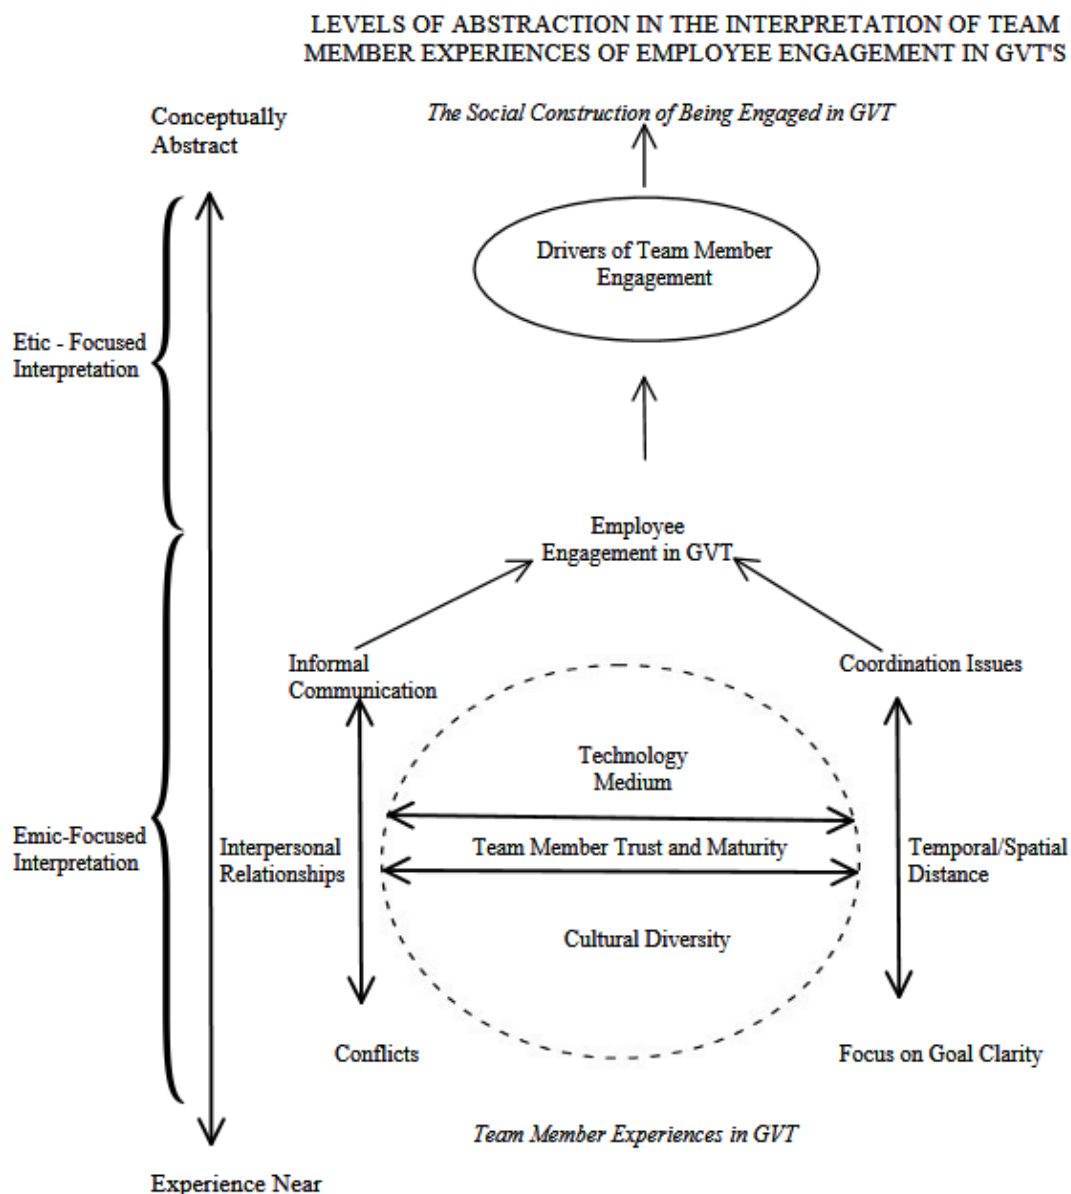 LEVELS OF ABSTRACTION IN THE INTERPRETATION OF TEAM
MEMBER EXPERIENCES OF EMPLOYEE ENGAGEMENT IN GVT'S
Conceptually
Abstract
The Social Construction of Being Engaged in GVT
Drivers of Team Member
Engagement
Etic - Focused
Interpretation
Employee
Engagement in GVT
Informal
Communication
Coordination Issues
Technology
Medium
Emic-Focused
Interpretation
Interpersonal
Relationships
Team Member Trust and Maturity
Temporal/Spatial
Distance
Cultural Diversity
Conflicts
Focus on Goal Clarity
Team Member Experiences in GVT
Experience Near